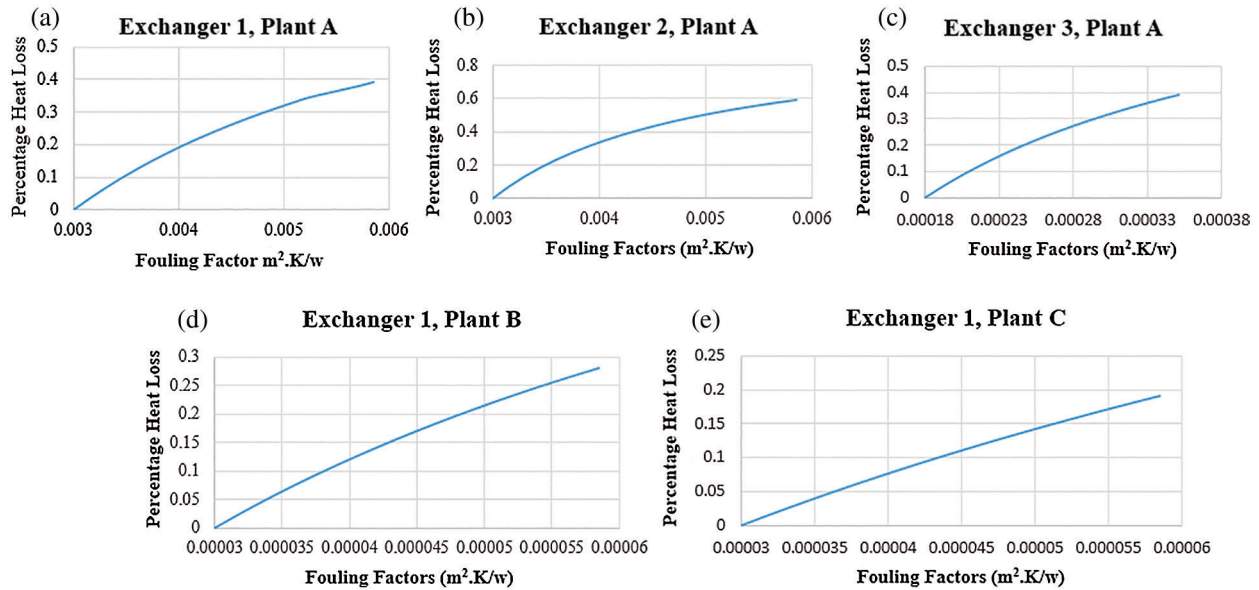 (a)
Exchanger 1, Plant A
Percentage Heat Loss
0.5
0.4
0.3
0.2
0.1
0
0.003 0.004 0.005 0.006
Fouling Factor m².K/w
(b)
Exchanger 2, Plant A
Percentage Heat Loss
0.8
0.6
0.4
0.2
0
0.003 0.004 0.005 0.006
Fouling Factors (m².K/w)
(c)
Exchanger 3, Plant A
Percentage Heat Loss
0.5
0.4
0.3
0.2
0.1
0
0.00018 0.00023 0.00028 0.00033 0.00038
Fouling Factors (m².K/w)
(d)
Exchanger 1, Plant B
Percentage Heat Loss
0.3
0.25
0.2
0.15
0.1
0.05
0
0.00003 0.000035 0.00004 0.000045 0.00005 0.000055 0.00006
Fouling Factors (m².K/w)
(e)
Exchanger 1, Plant C
Percentage Heat Loss
0.25
0.2
0.15
0.1
0.05
0
0.00003 0.000035 0.00004 0.000045 0.00005 0.000055 0.00006
Fouling Factors (m².K/w)